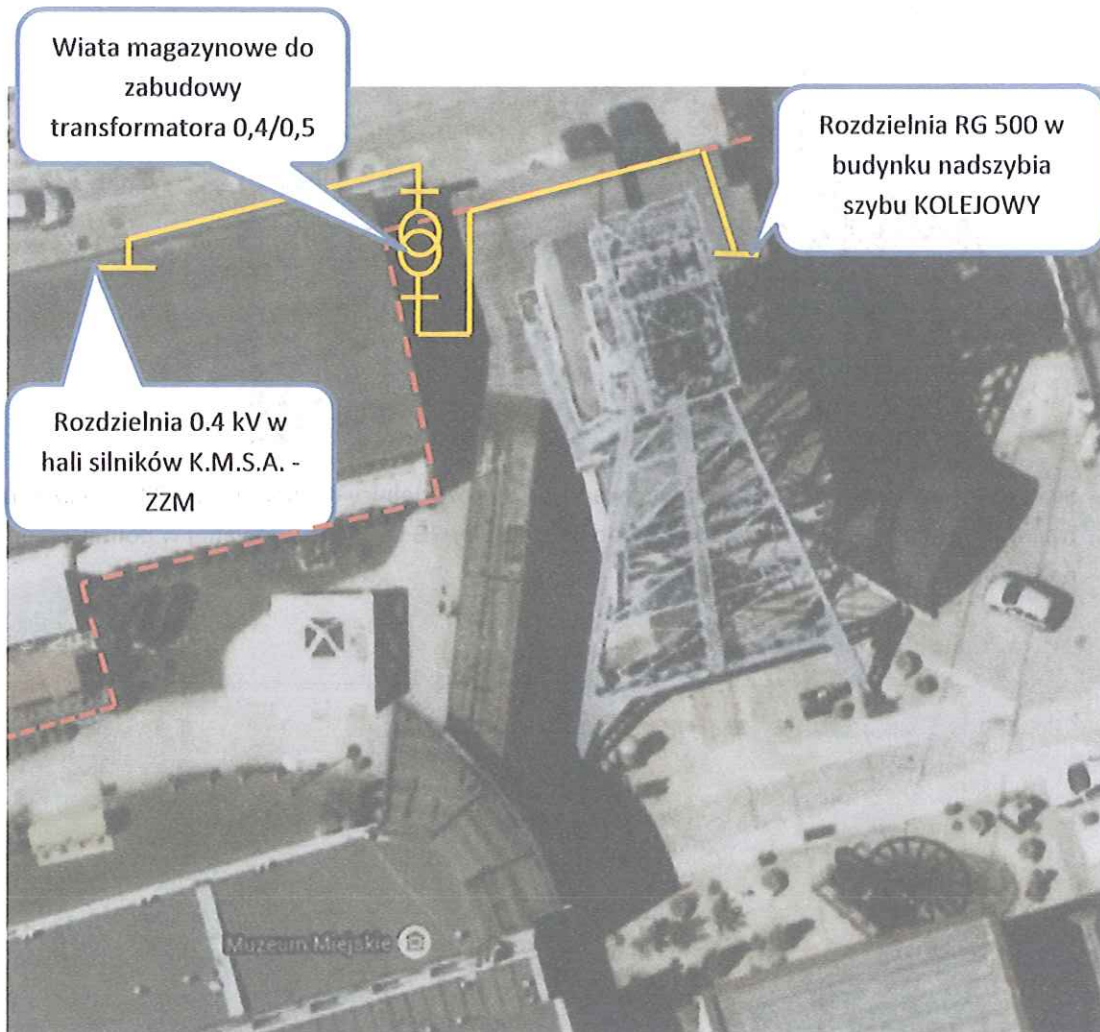 Wiata magazynowe do
zabudowy
transformatora 0,4/0,5
Rozdzielnia RG 500 w
budynku nadszybia
szybu KOLEJOWY
Rozdzielnia 0.4 kV w
hali silników K.M.S.A. -
ZZM
Muzeum Miejskie